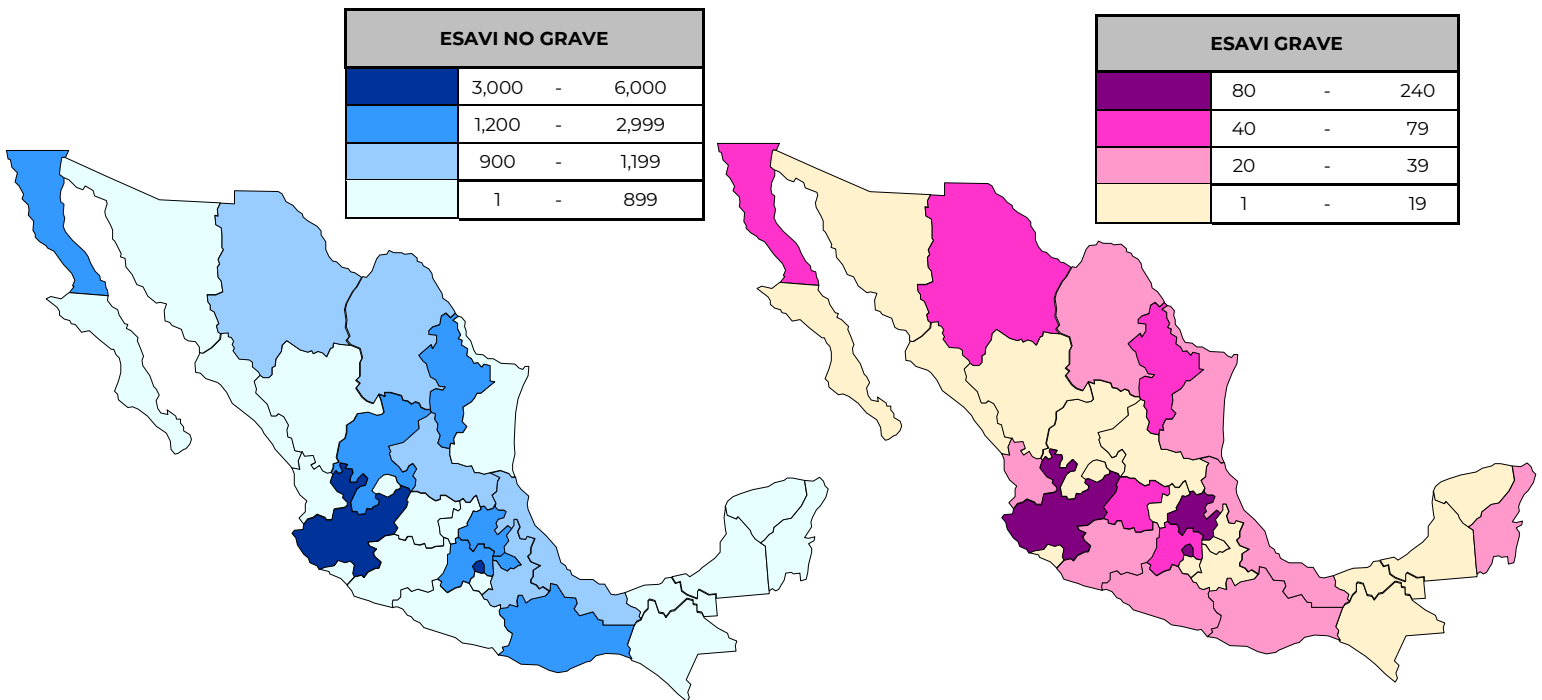 ESAVI NO GRAVE
3,000 - 6,000
1,200 - 2,999
900 - 1,199
1 - 899
ESAVI GRAVE
80 - 240
40 - 79
20 - 39
1 - 19